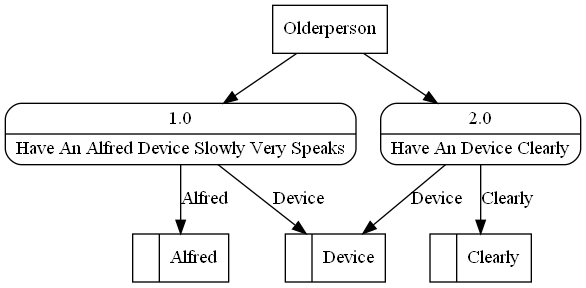 Olderperson
1.0
2.0
Have An Alfred Device Slowly Very Speaks
Have An Device Clearly
Alfred
Device
Device
Clearly
Alfred
Device
Clearly